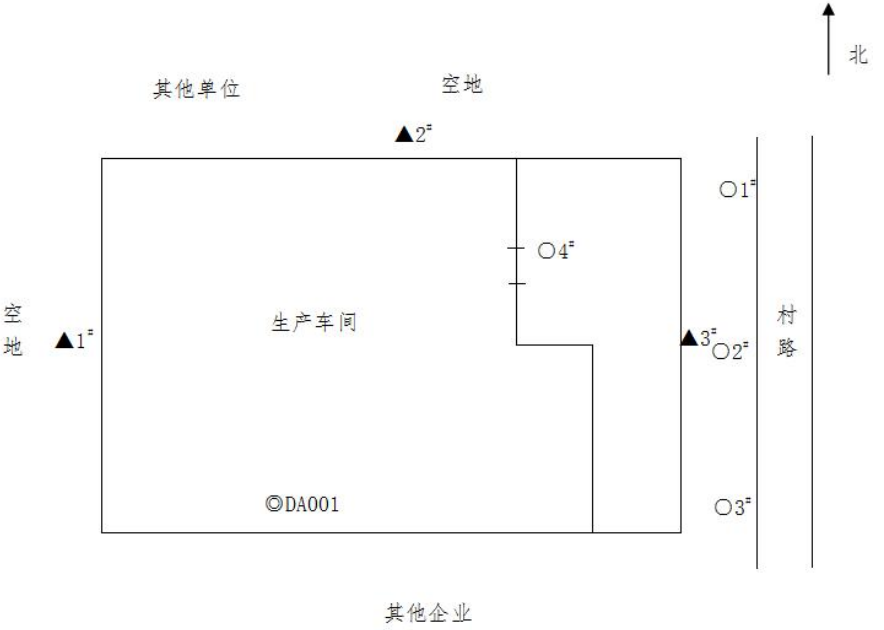 北
其他单位
空地
▲2#
○1#
○4#
空地
▲1#
生产车间
▲3#
○2#
村路
◎DA001
○3#
其他企业